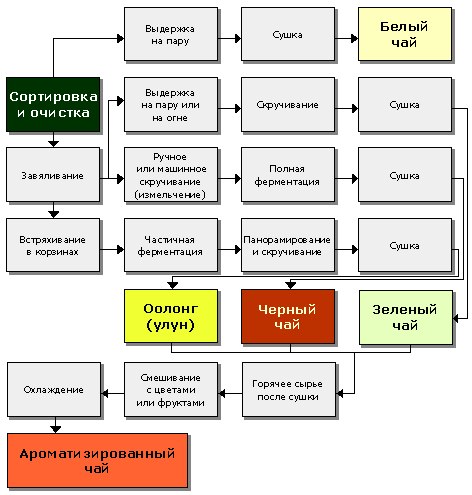 Выдержка
на пару
Сушка
Белый
чай
Сортировка
и очистка
Выдержка
на пару или
на огне
Скручивание
Сушка
Завяливание
Ручное
или машинное
скручивание
(измельчение)
Полная
ферментация
Сушка
Встряхивание
в корзинах
Частичная
ферментация
Панорамирование
и скручивание
Сушка
Оолонг
(улун)
Черный
чай
Зеленый
чай
Охлаждение
Смешивание
с цветами
или фруктами
Горячее сырье
после сушки
Ароматизированный
чай